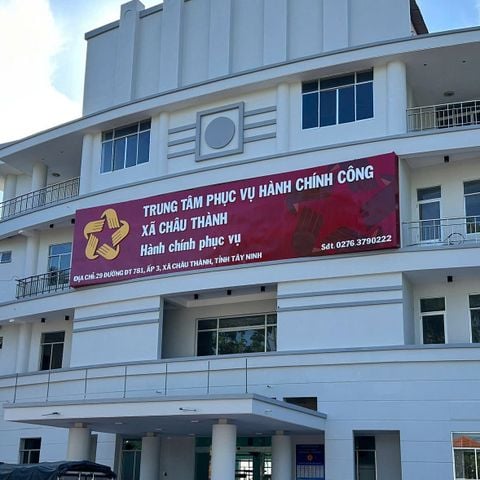 TRUNG TÂM PHỤC VỤ HÀNH CHÍNH CÔNG
XÃ CHÂU THÀNH
Hành chính phục vụ
Sdt: 0276.3790222
ĐỊA CHỈ: 29 ĐƯỜNG ĐT 781, ẤP 3, XÃ CHÂU THÀNH, TỈNH TÂY NINH